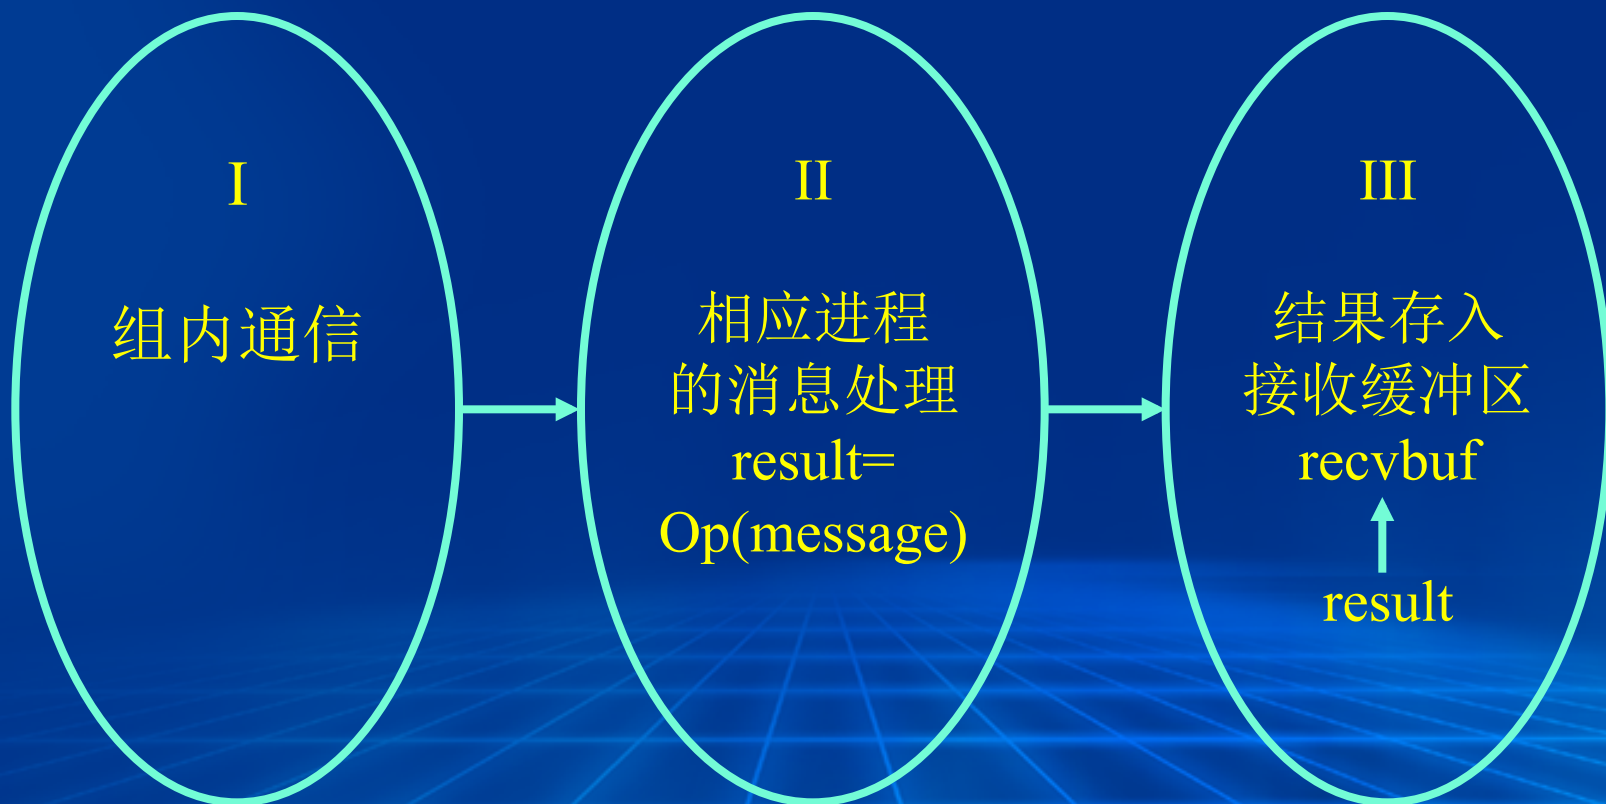 I
组内通信
II
相应进程
的消息处理
result=
Op(message)
III
结果存入
接收缓冲区
recvbuf
result